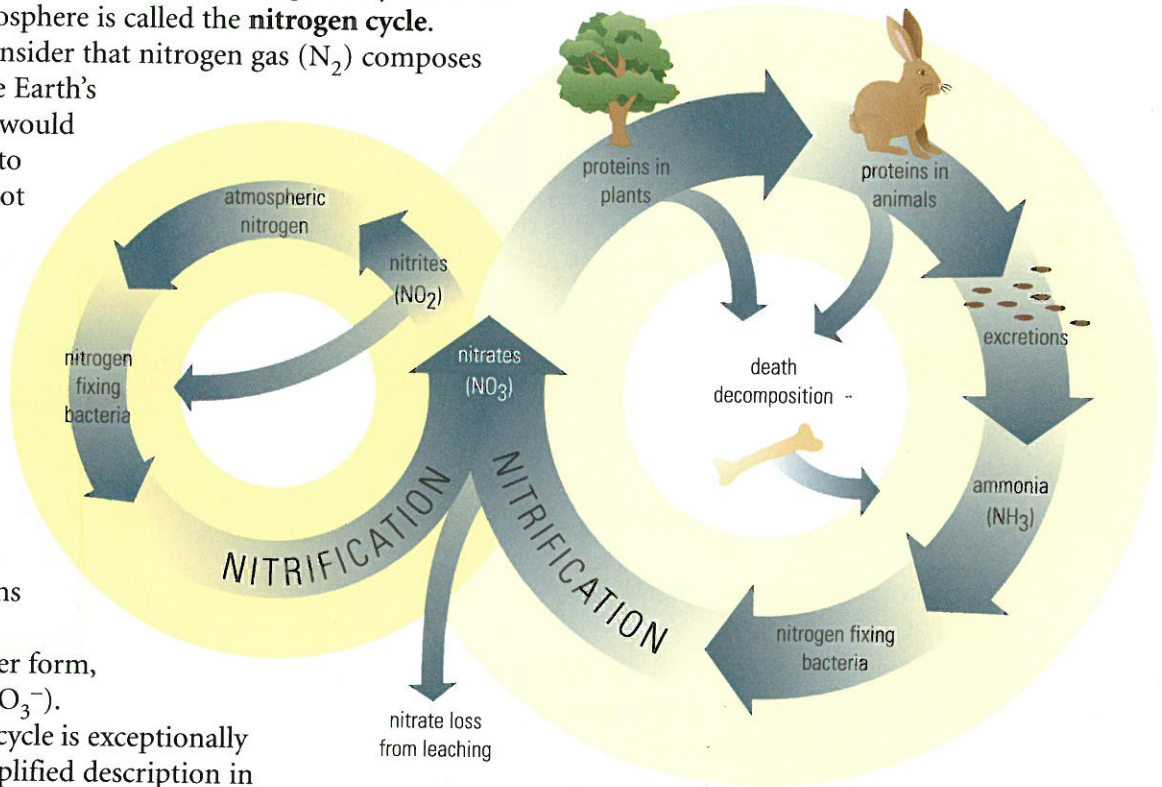 osphere is called the nitrogen cycle.
nsider that nitrogen gas (N₂) composes
e Earth's
would
to
ot
ns
er form,
O₃⁻).
cycle is exceptionally
plified description in
atmospheric
nitrogen
nitrites
(NO₂)
nitrogen
fixing
bacteria
nitrates
(NO₃)
NITRIFICATION
NITRIFICATION
nitrate loss
from leaching
proteins in
plants
proteins in
animals
excretions
death
decomposition
ammonia
(NH₃)
nitrogen fixing
bacteria